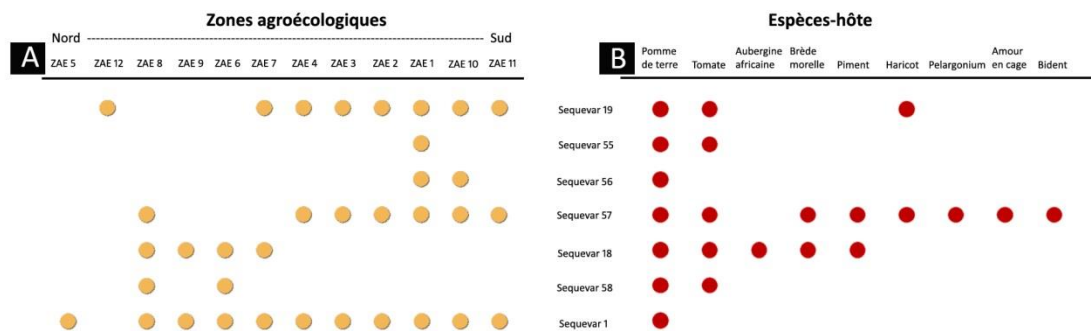 Zones agroécologiques
Nord Sud
A
ZAE 5 ZAE 12 ZAE 8 ZAE 9 ZAE 6 ZAE 7 ZAE 4 ZAE 3 ZAE 2 ZAE 1 ZAE 10 ZAE 11
Espèces-hôte
B
Pomme de terre
Tomate
Aubergine africaine
Brède morelle
Piment
Haricot
Pelargonium
Amour en cage
Bident
Sequevar 19
Sequevar 55
Sequevar 56
Sequevar 57
Sequevar 18
Sequevar 58
Sequevar 1